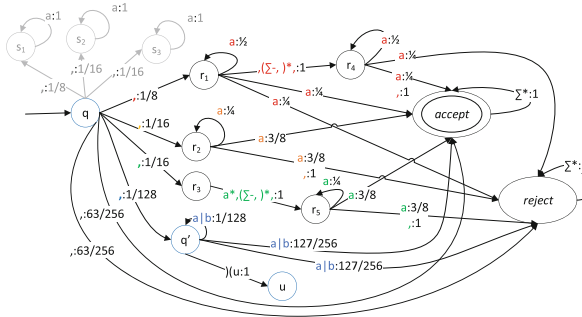 a:1
a:1
a:1
s1
s2
s3
,:1/8
,:1/16
,:1/16
q
,:1/8
,:1/16
,:1/16
,:1/128
,:63/256
,:63/256
r1
a:½
,(∑-, )*,:1
a:¼
a:¼
r4
a:½
a:¼
a:¼
,:1
accept
∑*:1
r2
a:¼
a:3/8
a:3/8
,:1
r3
a*,(∑-, )*,:1
r5
a:¼
a:3/8
a:3/8
,:1
reject
∑*:
q'
a|b:1/128
a|b:127/256
a|b:127/256
)(u:1
u